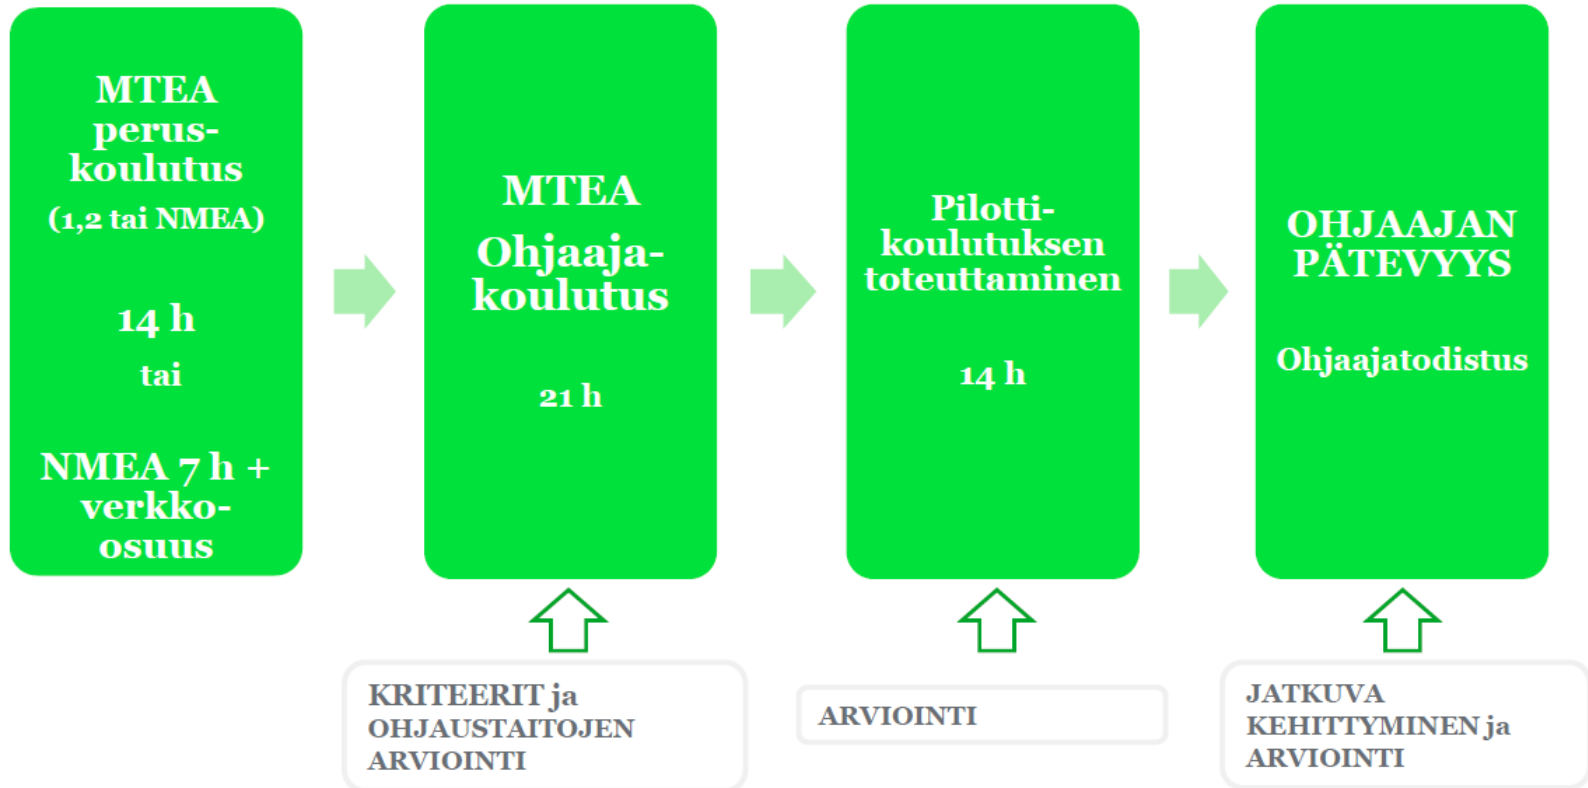 MTEA
perus-
koulutus
(1,2 tai NMEA)
14 h
tai
NMEA 7 h +
verkko-
osuus
MTEA
Ohjaaja-
koulutus
21 h
Pilotti-
koulutuksen
toteuttaminen
14 h
OHJAAJAN
PÄTEVYYS
Ohjaajatodistus
KRITEERIT ja
OHJAUSTAITOJEN
ARVIOINTI
ARVIOINTI
JATKUVA
KEHITTYMINEN ja
ARVIOINTI